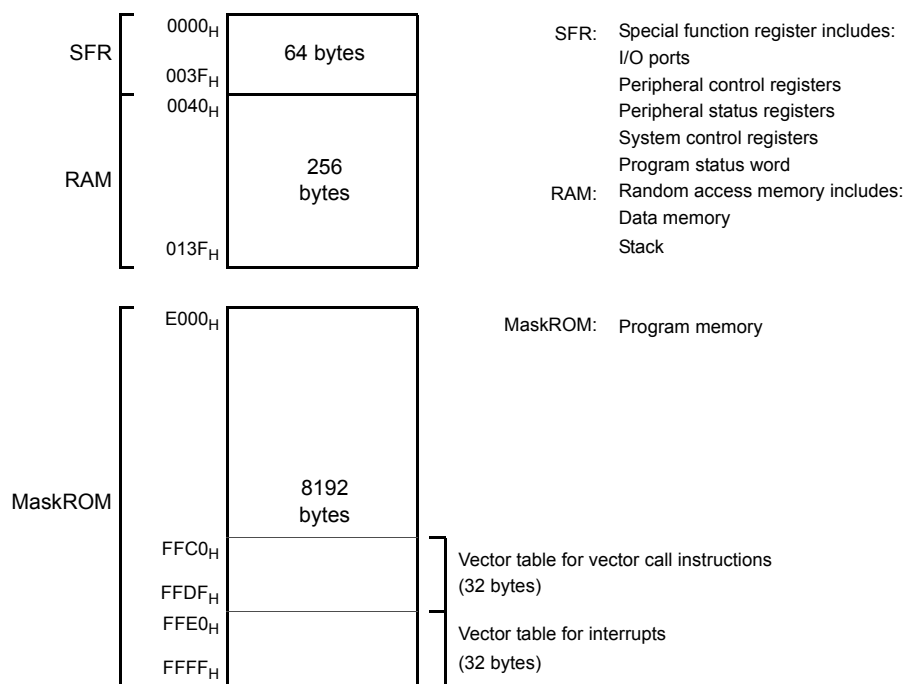 SFR
0000H
64 bytes
003FH
RAM
0040H
256
bytes
013FH
SFR: Special function register includes:
I/O ports
Peripheral control registers
Peripheral status registers
System control registers
Program status word
RAM: Random access memory includes:
Data memory
Stack
MaskROM
E000H
8192
bytes
FFC0H
FFDFH
FFE0H
FFFFH
MaskROM: Program memory
Vector table for vector call instructions
(32 bytes)
Vector table for interrupts
(32 bytes)